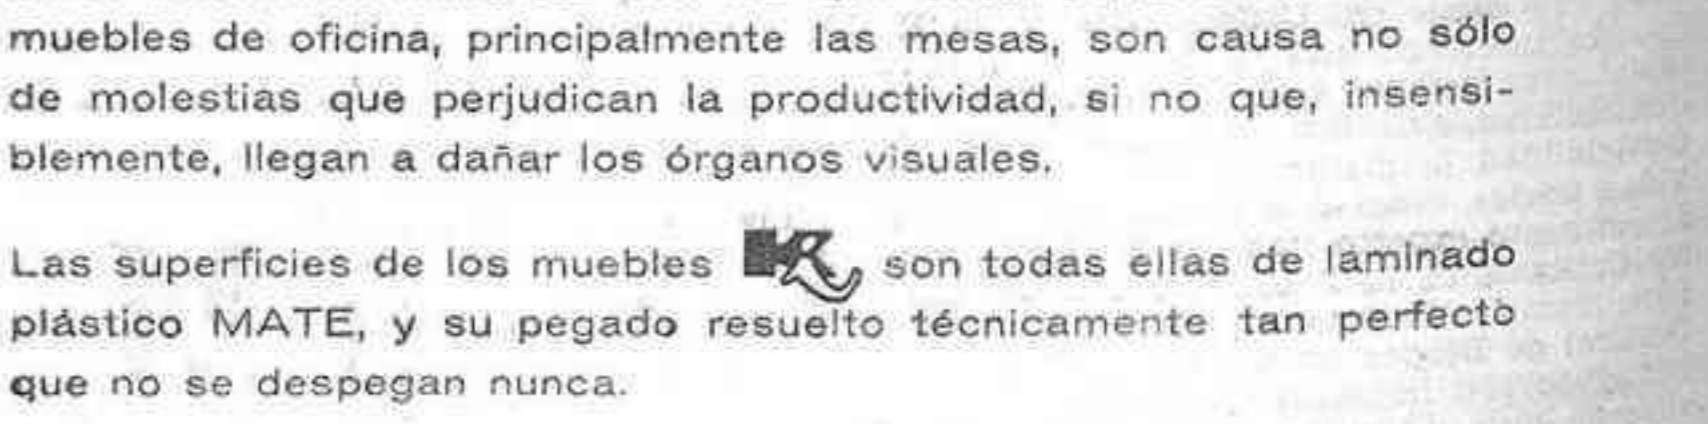 muebles de oficina, principalmente las mesas, son causa no sólo
de molestias que perjudican la productividad, si no que, insensi-
blemente, llegan a dañar los órganos visuales.
Las superficies de los muebles son todas ellas de laminado
plástico MATE, y su pegado resuelto técnicamente tan perfecto
que no se despegan nunca.